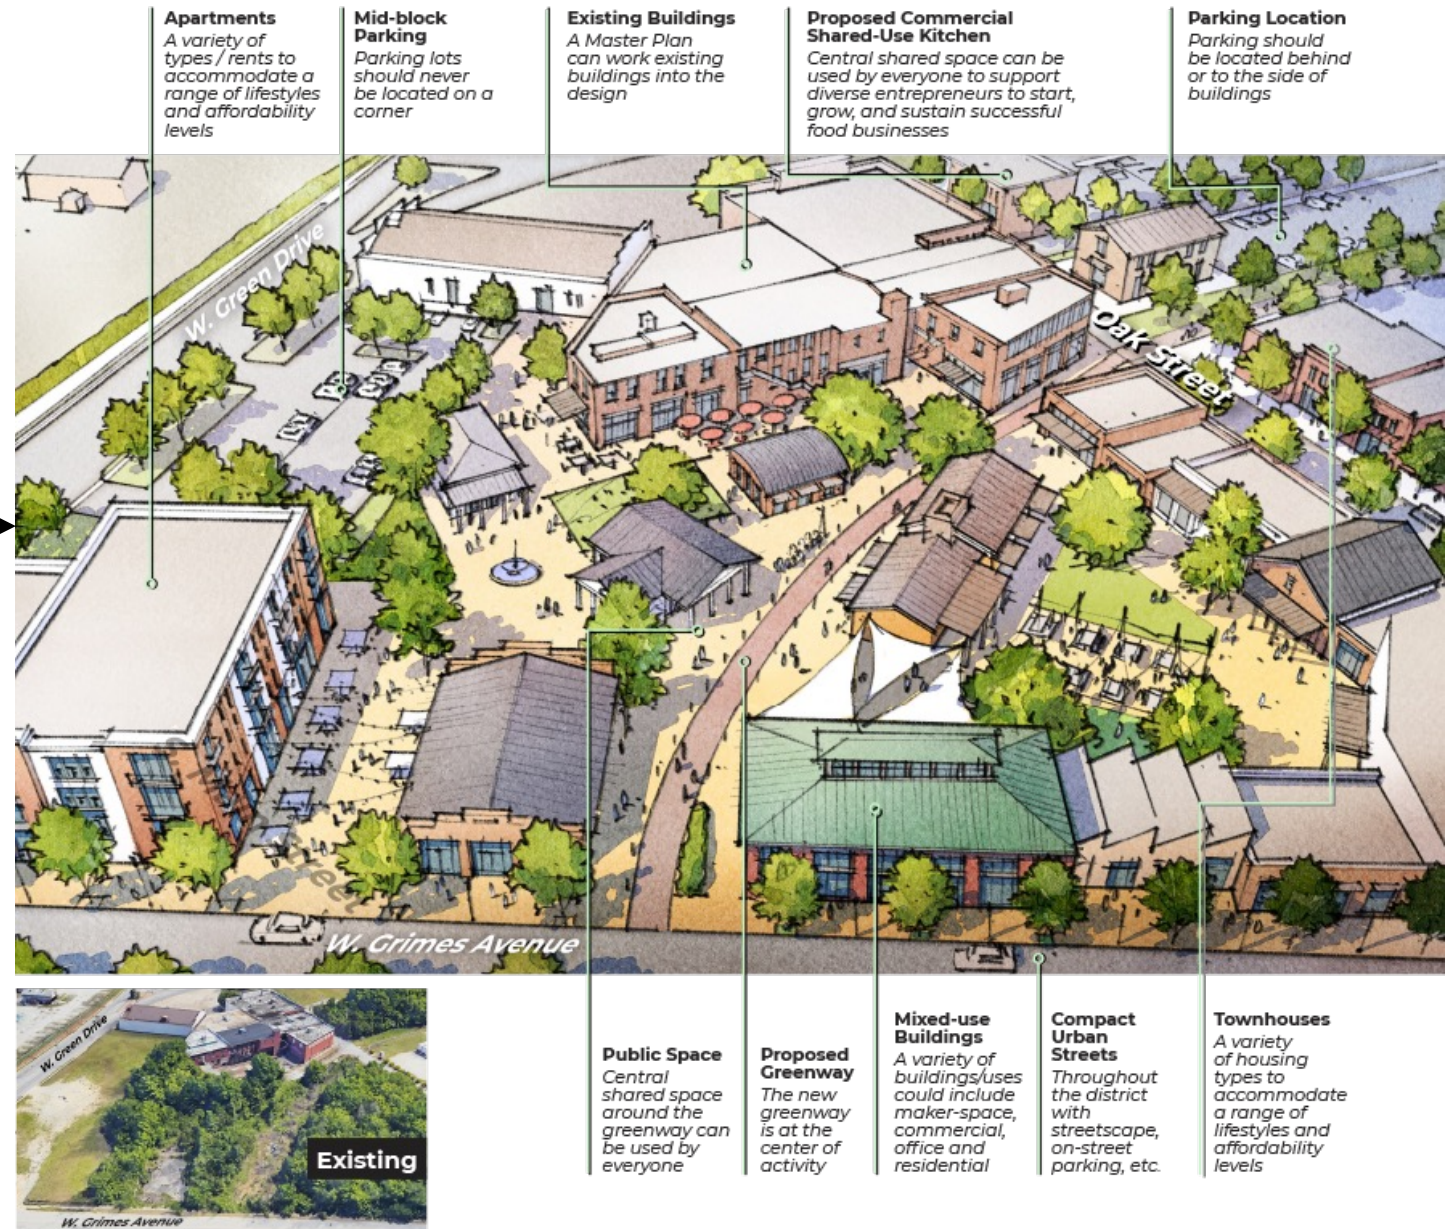 Apartments
A variety of
types / rents to
accommodate a
range of lifestyles
and affordability
levels
Mid-block
Parking
Parking lots
should never
be located on a
corner
Existing Buildings
A Master Plan
can work existing
buildings into the
design
Proposed Commercial
Shared-Use Kitchen
Central shared space can be
used by everyone to support
diverse entrepreneurs to start,
grow, and sustain successful
food businesses
Parking Location
Parking should
be located behind
or to the side of
buildings
W. Green Drive
Oak Street
Street
W. Grimes Avenue
W. Green Drive
Existing
W. Grimes Avenue
Public Space
Central
shared space
around the
greenway can
be used by
everyone
Proposed
Greenway
The new
greenway
is at the
center of
activity
Mixed-use
Buildings
A variety of
buildings/uses
could include
maker-space,
commercial,
office and
residential
Compact
Urban
Streets
Throughout
the district
with
streetscape,
on-street
parking, etc.
Townhouses
A variety
of housing
types to
accommodate
a range of
lifestyles and
affordability
levels